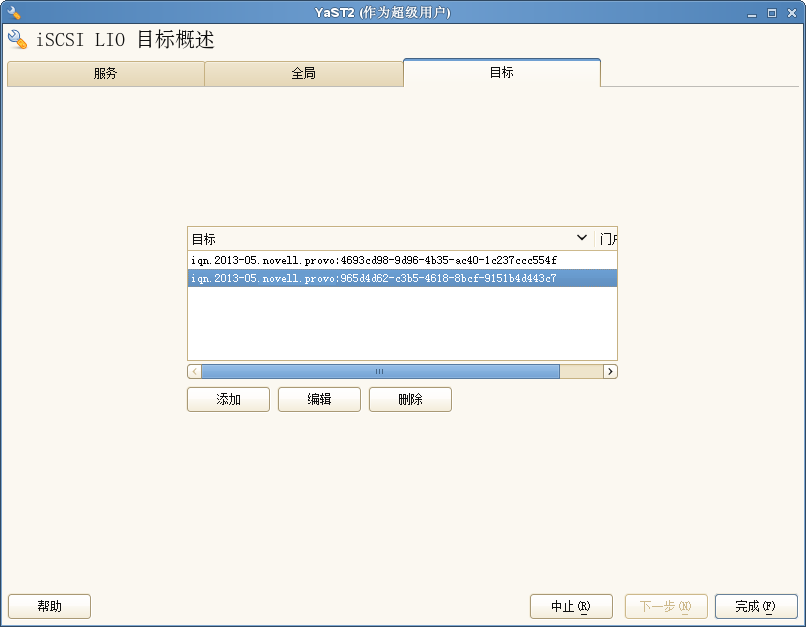 YaST2 (作为超级用户)
iSCSI LIO 目标概述
服务 全局 目标
目标 门户
iqn.2013-05.novell.provo:4693cd98-9d96-4b35-ac40-1c237ccc554f
iqn.2013-05.novell.provo:965d4d62-c3b5-4618-8bcf-9151b4d443c7
添加 编辑 删除
帮助 中止(R) 下一步(N) 完成(F)